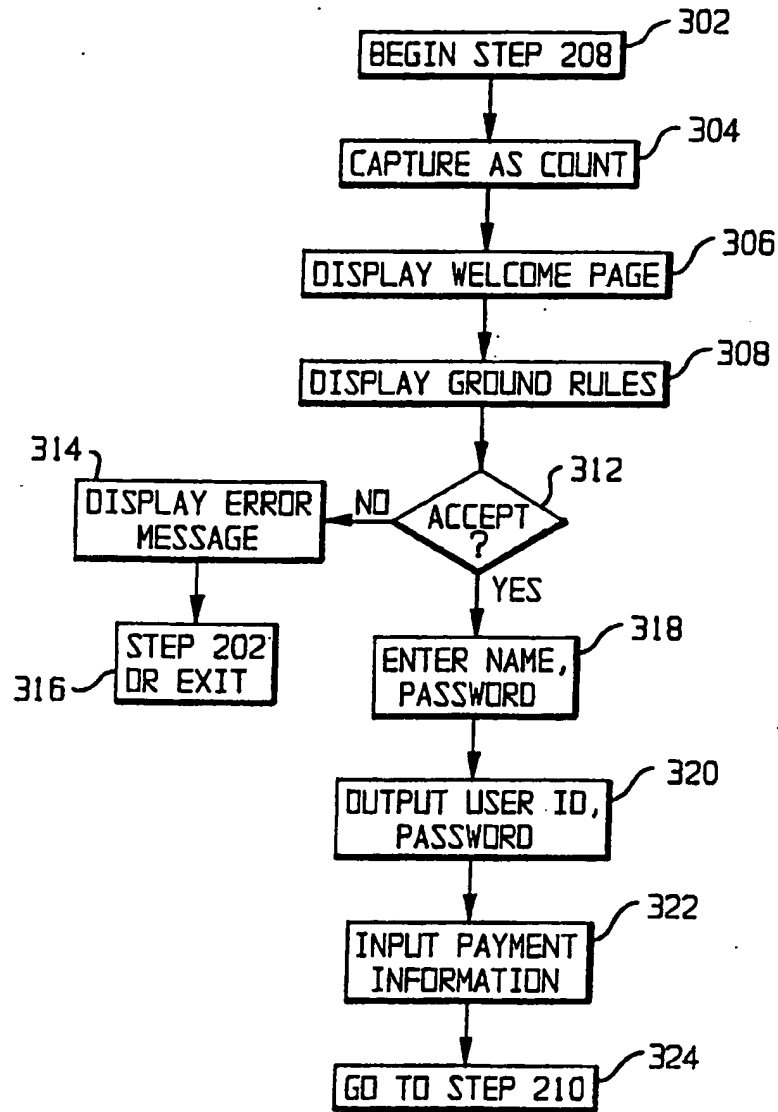 302
BEGIN STEP 208
304
CAPTURE AS COUNT
306
DISPLAY WELCOME PAGE
308
DISPLAY GROUND RULES
312
ACCEPT
?
NO
314
DISPLAY ERROR
MESSAGE
316
STEP 202
OR EXIT
YES
318
ENTER NAME,
PASSWORD
320
OUTPUT USER ID,
PASSWORD
322
INPUT PAYMENT
INFORMATION
324
GO TO STEP 210